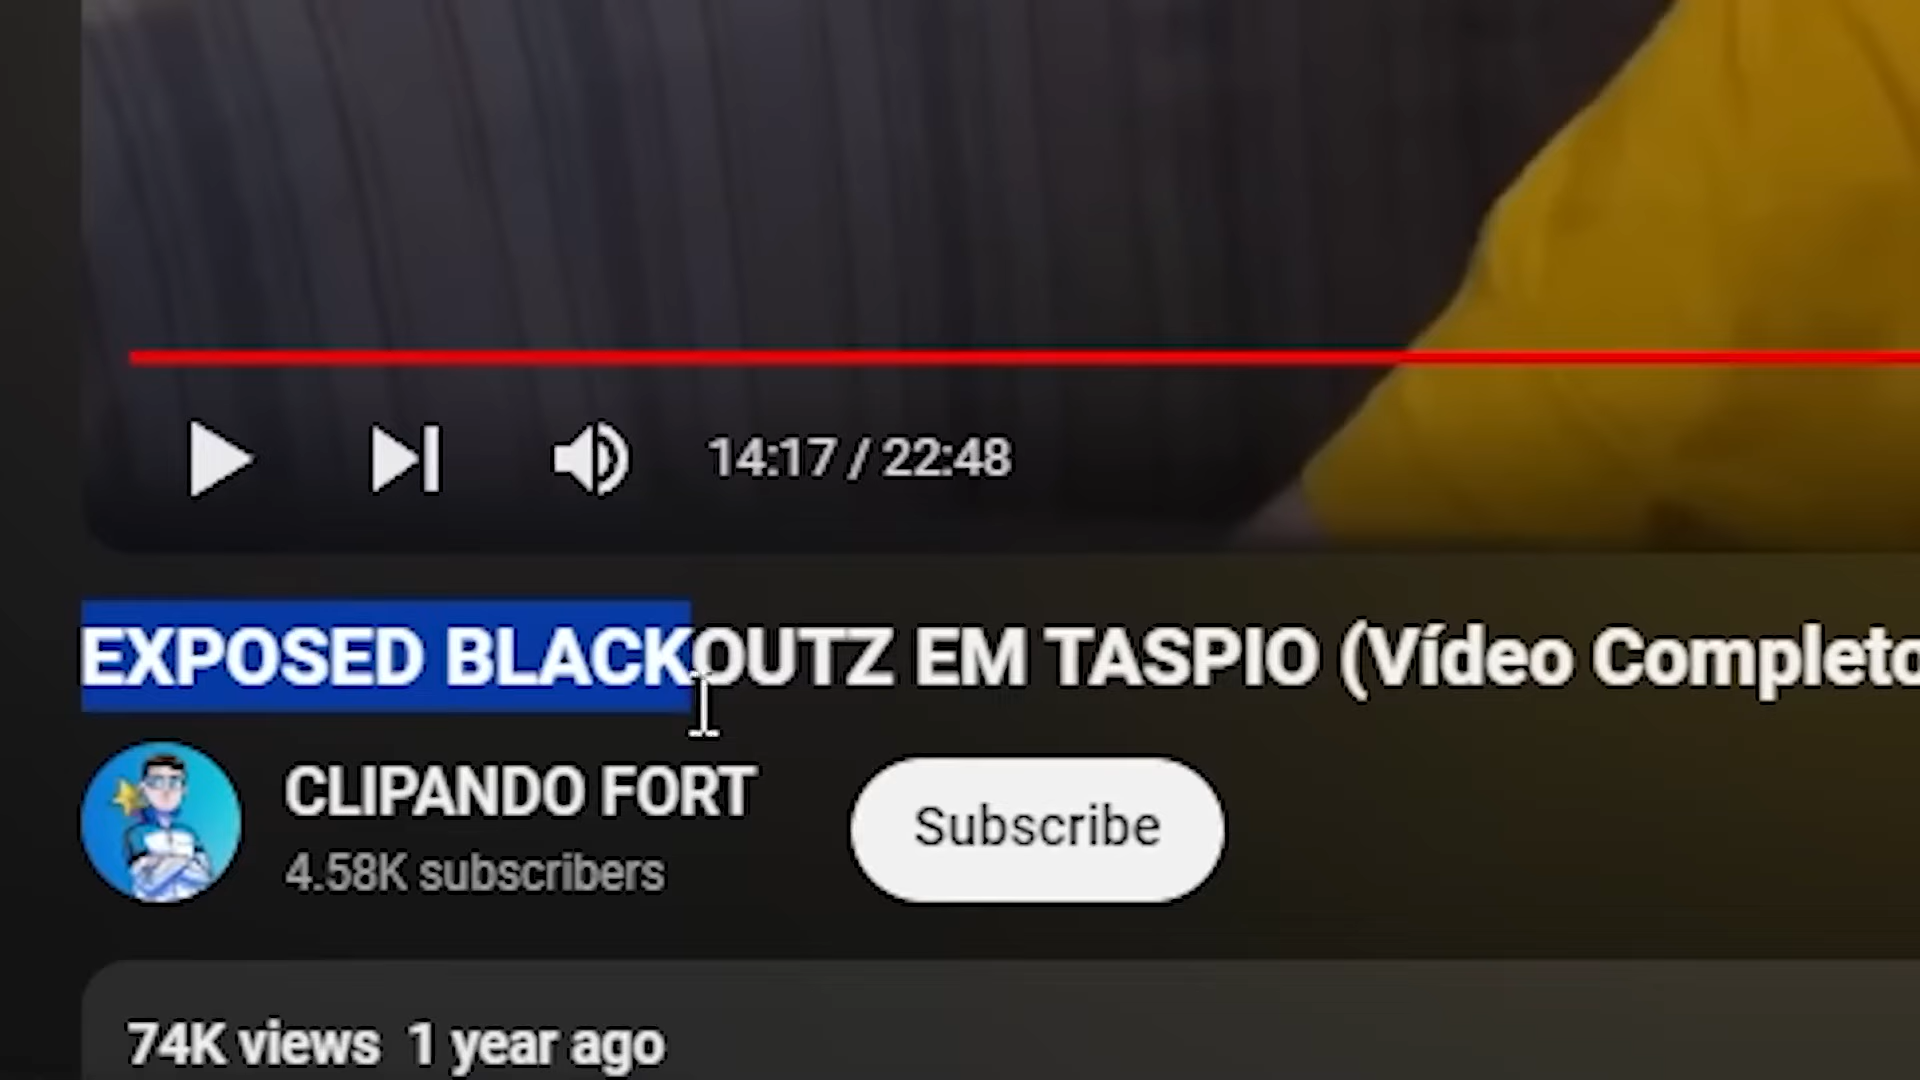 14:17 / 22:48
EXPOSED BLACKOUTZ EM TASPIO (Vídeo Completo
CLIPANDO FORT
4.58K subscribers
Subscribe
74K views 1 year ago